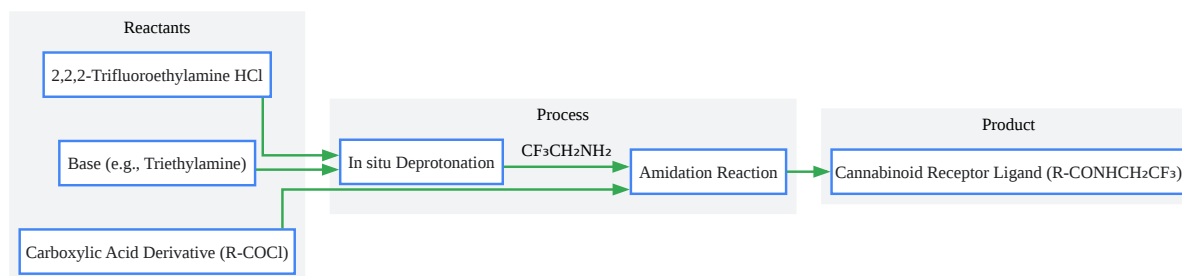 Reactants
2,2,2-Trifluoroethylamine HCl
Base (e.g., Triethylamine)
Carboxylic Acid Derivative (R-COCl)
Process
In situ Deprotonation
CF₃CH₂NH₂
Amidation Reaction
Product
Cannabinoid Receptor Ligand (R-CONHCH₂CF₃)